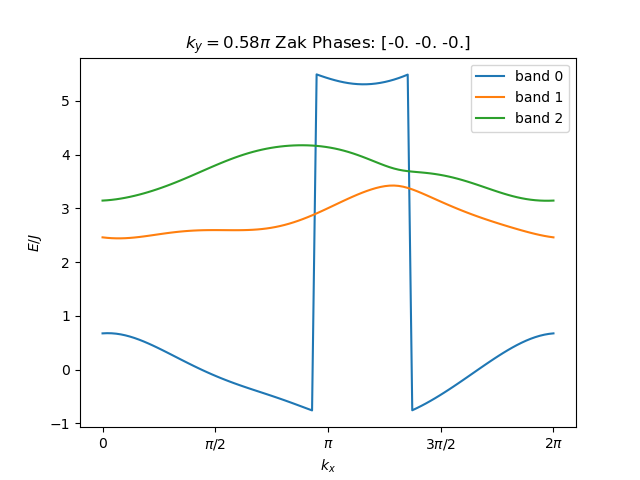 k_y = 0.58π Zak Phases: [-0. -0. -0.]
band 0
band 1
band 2
5
4
3
2
1
0
−1
E/J
0 π/2 π 3π/2 2π
k_x